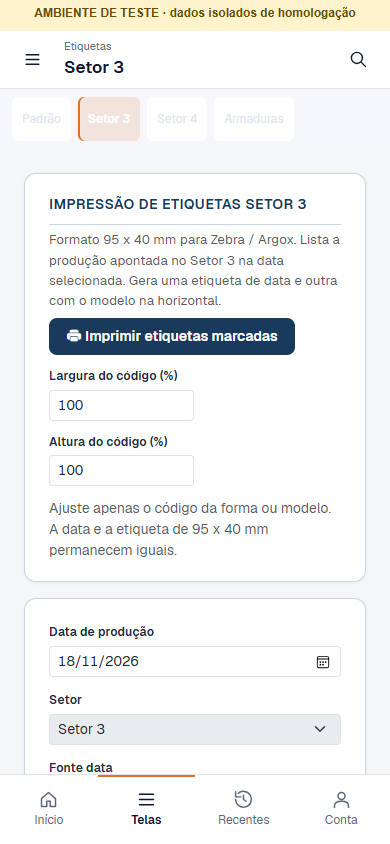 AMBIENTE DE TESTE · dados isolados de homologação
Etiquetas
Setor 3
Padrão
Setor 3
Setor 4
Armaduras
IMPRESSÃO DE ETIQUETAS SETOR 3
Formato 95 x 40 mm para Zebra / Argox. Lista a
produção apontada no Setor 3 na data
selecionada. Gera uma etiqueta de data e outra
com o modelo na horizontal.
Imprimir etiquetas marcadas
Largura do código (%)
100
Altura do código (%)
100
Ajuste apenas o código da forma ou modelo.
A data e a etiqueta de 95 x 40 mm
permanecem iguais.
Data de produção
18/11/2026
Setor
Setor 3
Fonte data
Início
Telas
Recentes
Conta